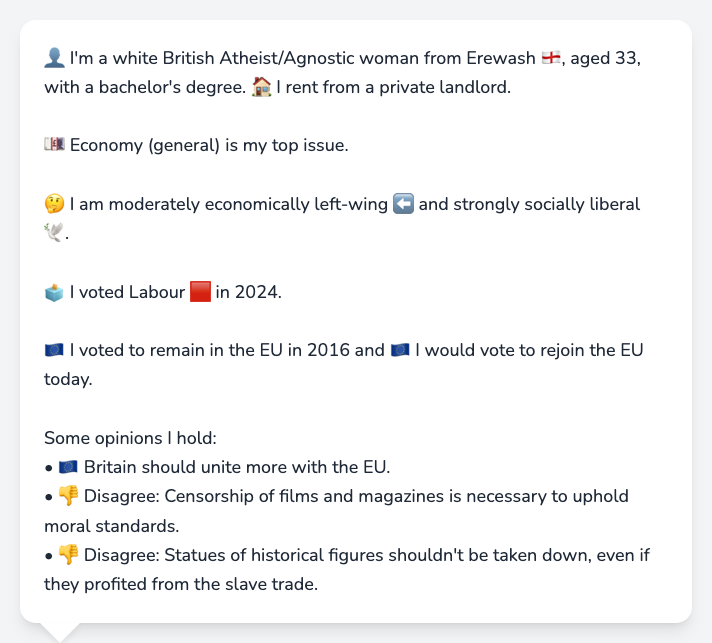 👤 I'm a white British Atheist/Agnostic woman from Erewash 🏴󠁧󠁢󠁥󠁮󠁧󠁿, aged 33,
with a bachelor's degree. 🏠 I rent from a private landlord.
💷 Economy (general) is my top issue.
🤔 I am moderately economically left-wing ⬅️ and strongly socially liberal
🕊️.
🗳️ I voted Labour 🟥 in 2024.
🇪🇺 I voted to remain in the EU in 2016 and 🇪🇺 I would vote to rejoin the EU
today.
Some opinions I hold:
• 🇪🇺 Britain should unite more with the EU.
• 👎 Disagree: Censorship of films and magazines is necessary to uphold
moral standards.
• 👎 Disagree: Statues of historical figures shouldn't be taken down, even if
they profited from the slave trade.